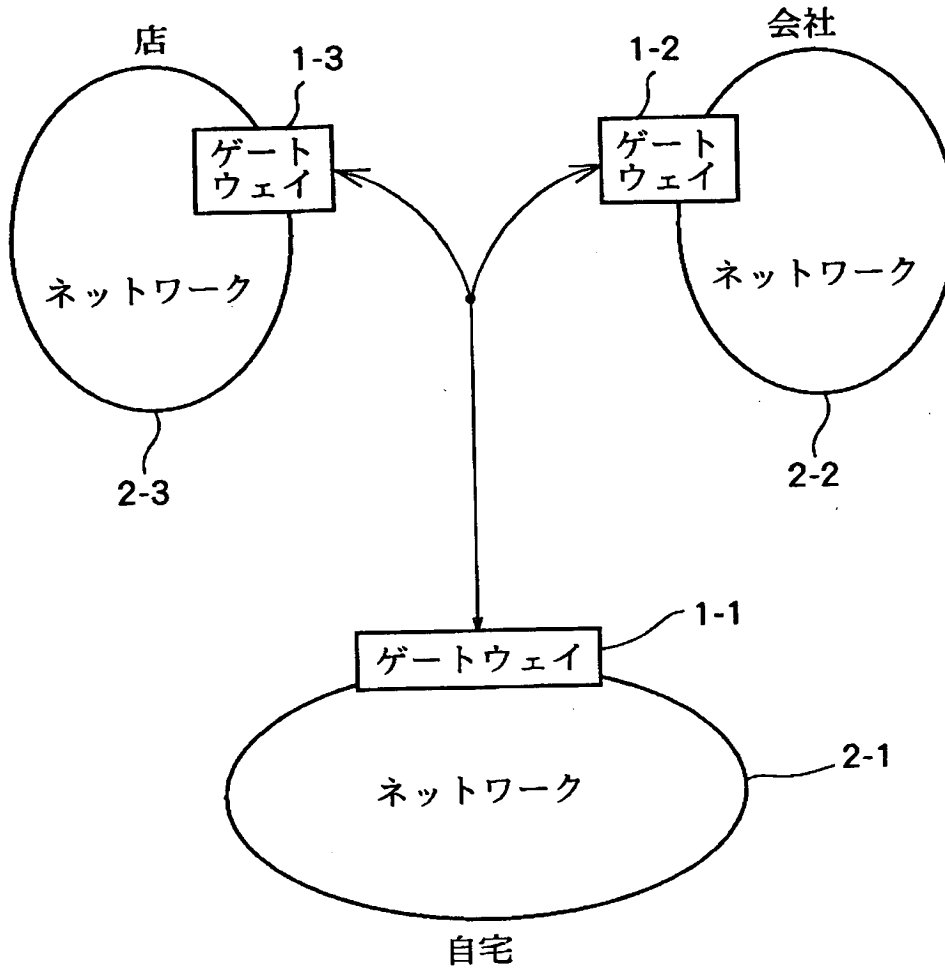 店
1-3
ゲート
ウェイ
ネットワーク
2-3
会社
1-2
ゲート
ウェイ
ネットワーク
2-2
1-1
ゲートウェイ
ネットワーク
2-1
自宅